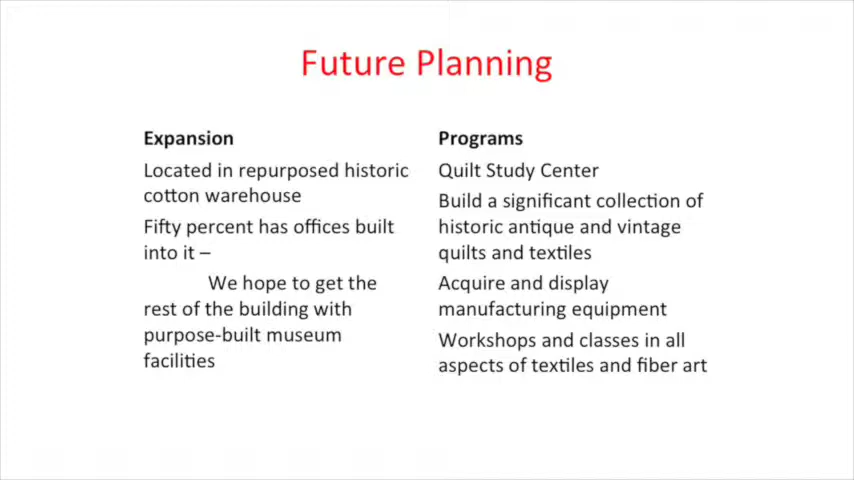 Future Planning
Expansion
Located in repurposed historic
cotton warehouse
Fifty percent has offices built
into it –
We hope to get the
rest of the building with
purpose-built museum
facilities
Programs
Quilt Study Center
Build a significant collection of
historic antique and vintage
quilts and textiles
Acquire and display
manufacturing equipment
Workshops and classes in all
aspects of textiles and fiber art